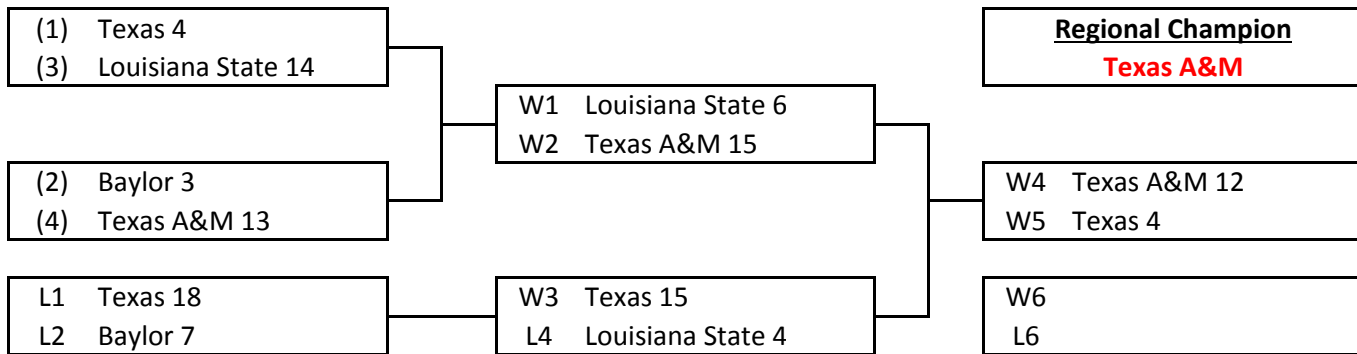 (1) Texas 4
(3) Louisiana State 14
Regional Champion
Texas A&M
W1 Louisiana State 6
W2 Texas A&M 15
(2) Baylor 3
(4) Texas A&M 13
W4 Texas A&M 12
W5 Texas 4
L1 Texas 18
L2 Baylor 7
W3 Texas 15
L4 Louisiana State 4
W6
L6